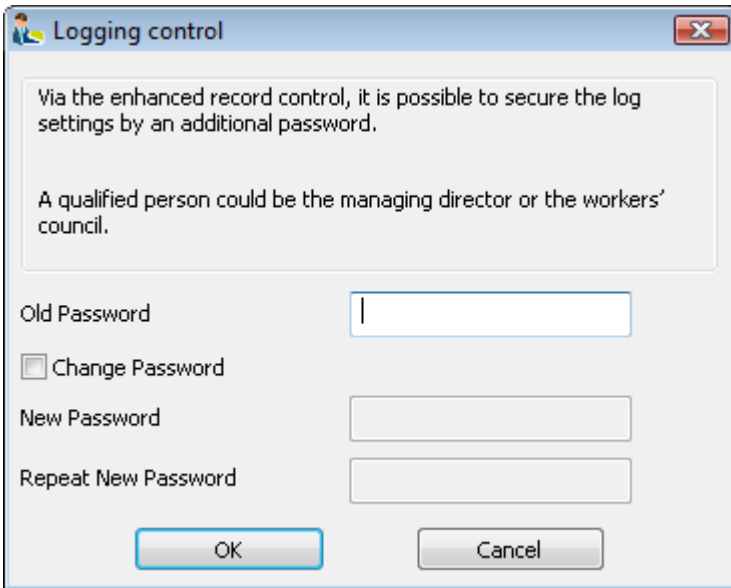 Logging control
Via the enhanced record control, it is possible to secure the log
settings by an additional password.
A qualified person could be the managing director or the workers'
council.
Old Password
Change Password
New Password
Repeat New Password
OK Cancel